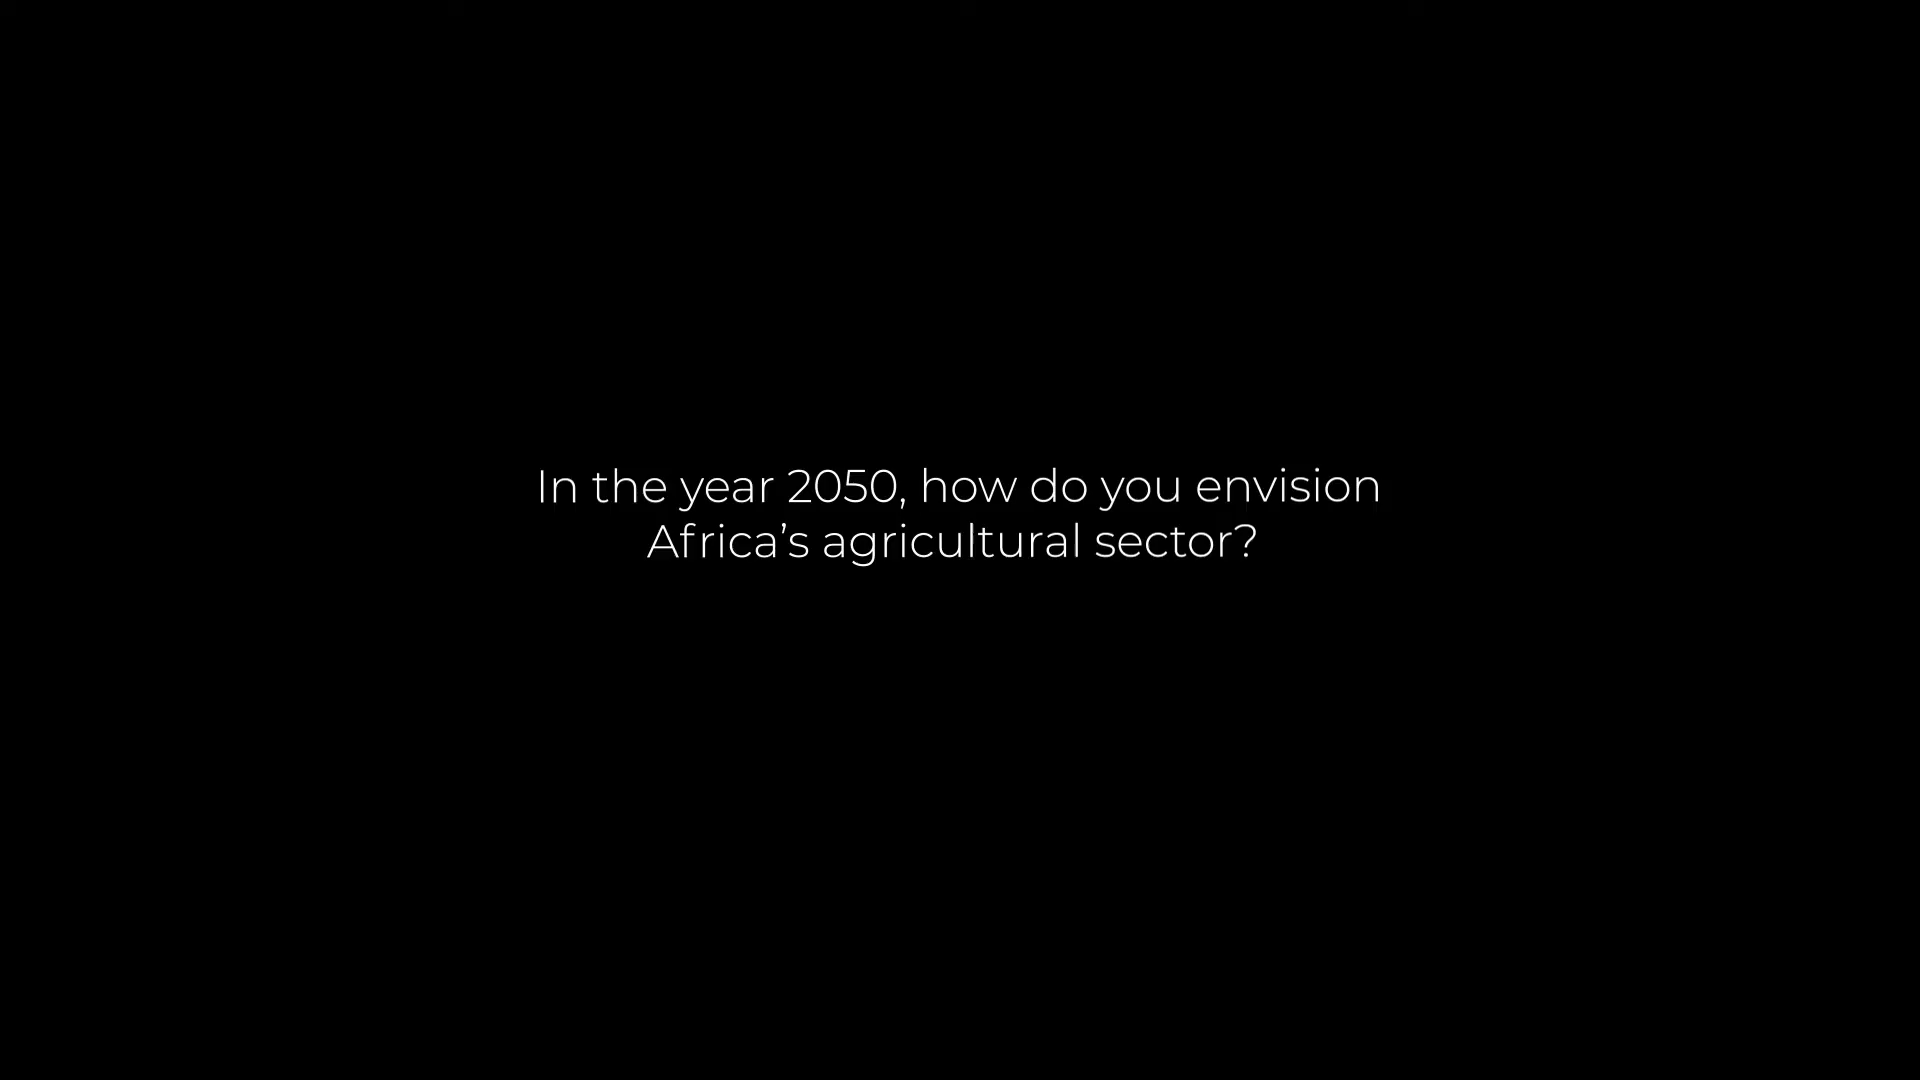 In the year 2050, how do you envision
Africa’s agricultural sector?